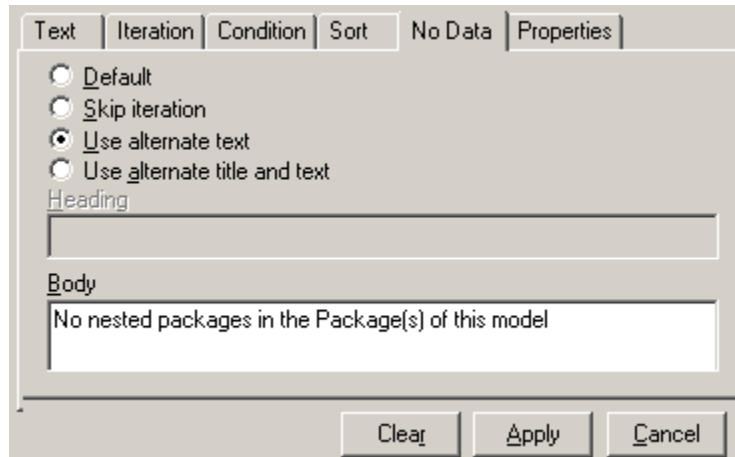 Text Iteration Condition Sort No Data Properties
Default
Skip iteration
Use alternate text
Use alternate title and text
Heading
Body
No nested packages in the Package(s) of this model
Clear Apply Cancel